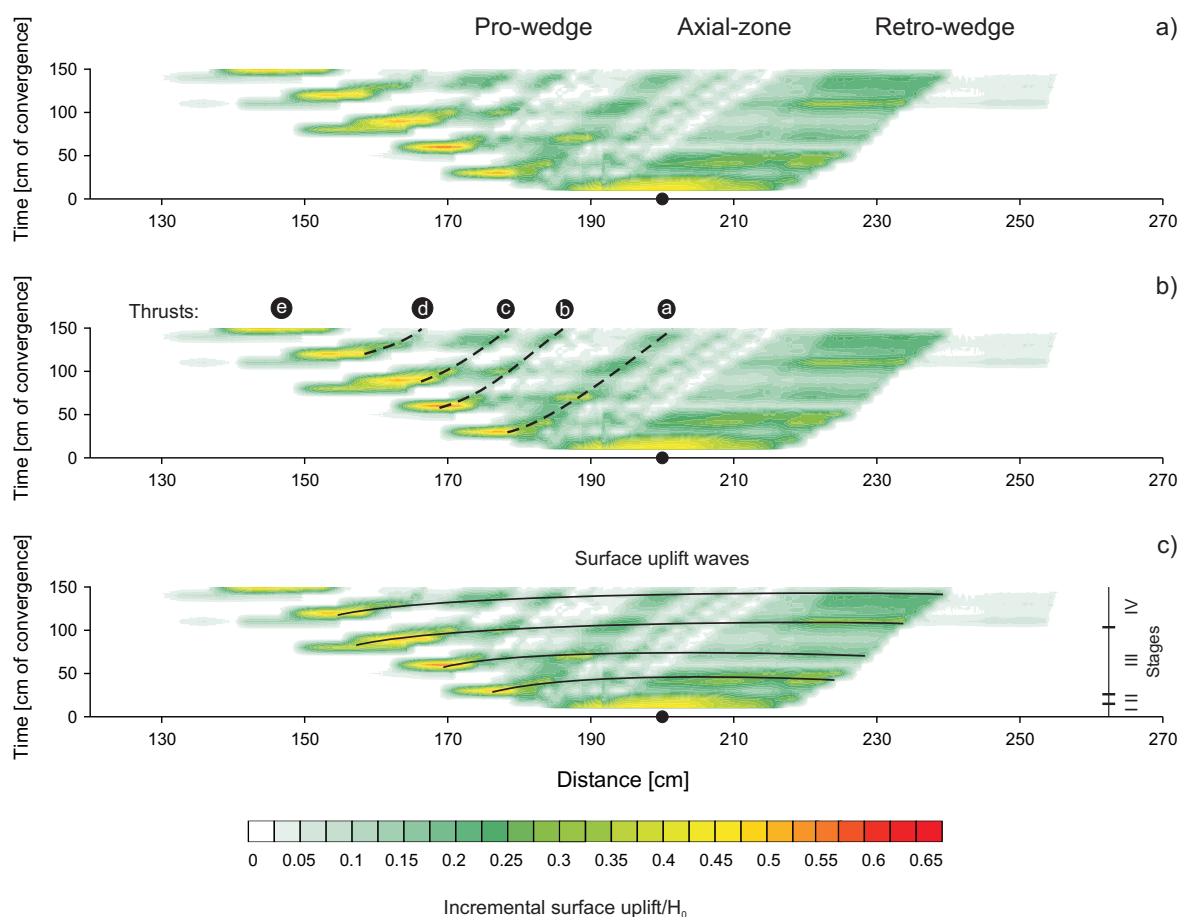 Pro-wedge Axial-zone Retro-wedge a)
Time [cm of convergence]
150
100
50
0
130 150 170 190 210 230 250 270
b)
Thrusts: e d c b a
Time [cm of convergence]
150
100
50
0
130 150 170 190 210 230 250 270
c)
Surface uplift waves
Time [cm of convergence]
150
100
50
0
I II III IV
Stages
130 150 170 190 210 230 250 270
Distance [cm]
0 0.05 0.1 0.15 0.2 0.25 0.3 0.35 0.4 0.45 0.5 0.55 0.6 0.65
Incremental surface uplift/H₀